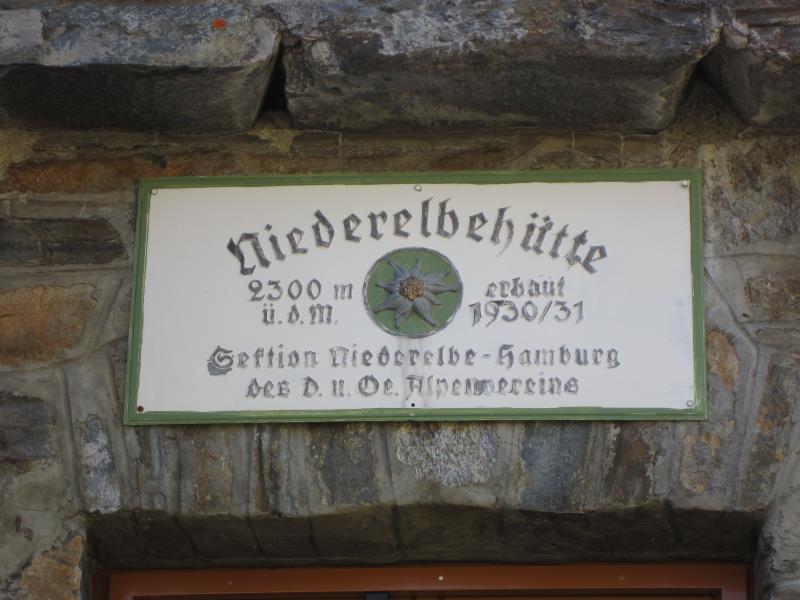 Niederelbehütte
2300 m
ü.d.M.
erbaut
1930/31
Sektion Niederelbe-Hamburg
des D. u. Oe. Alpenvereins